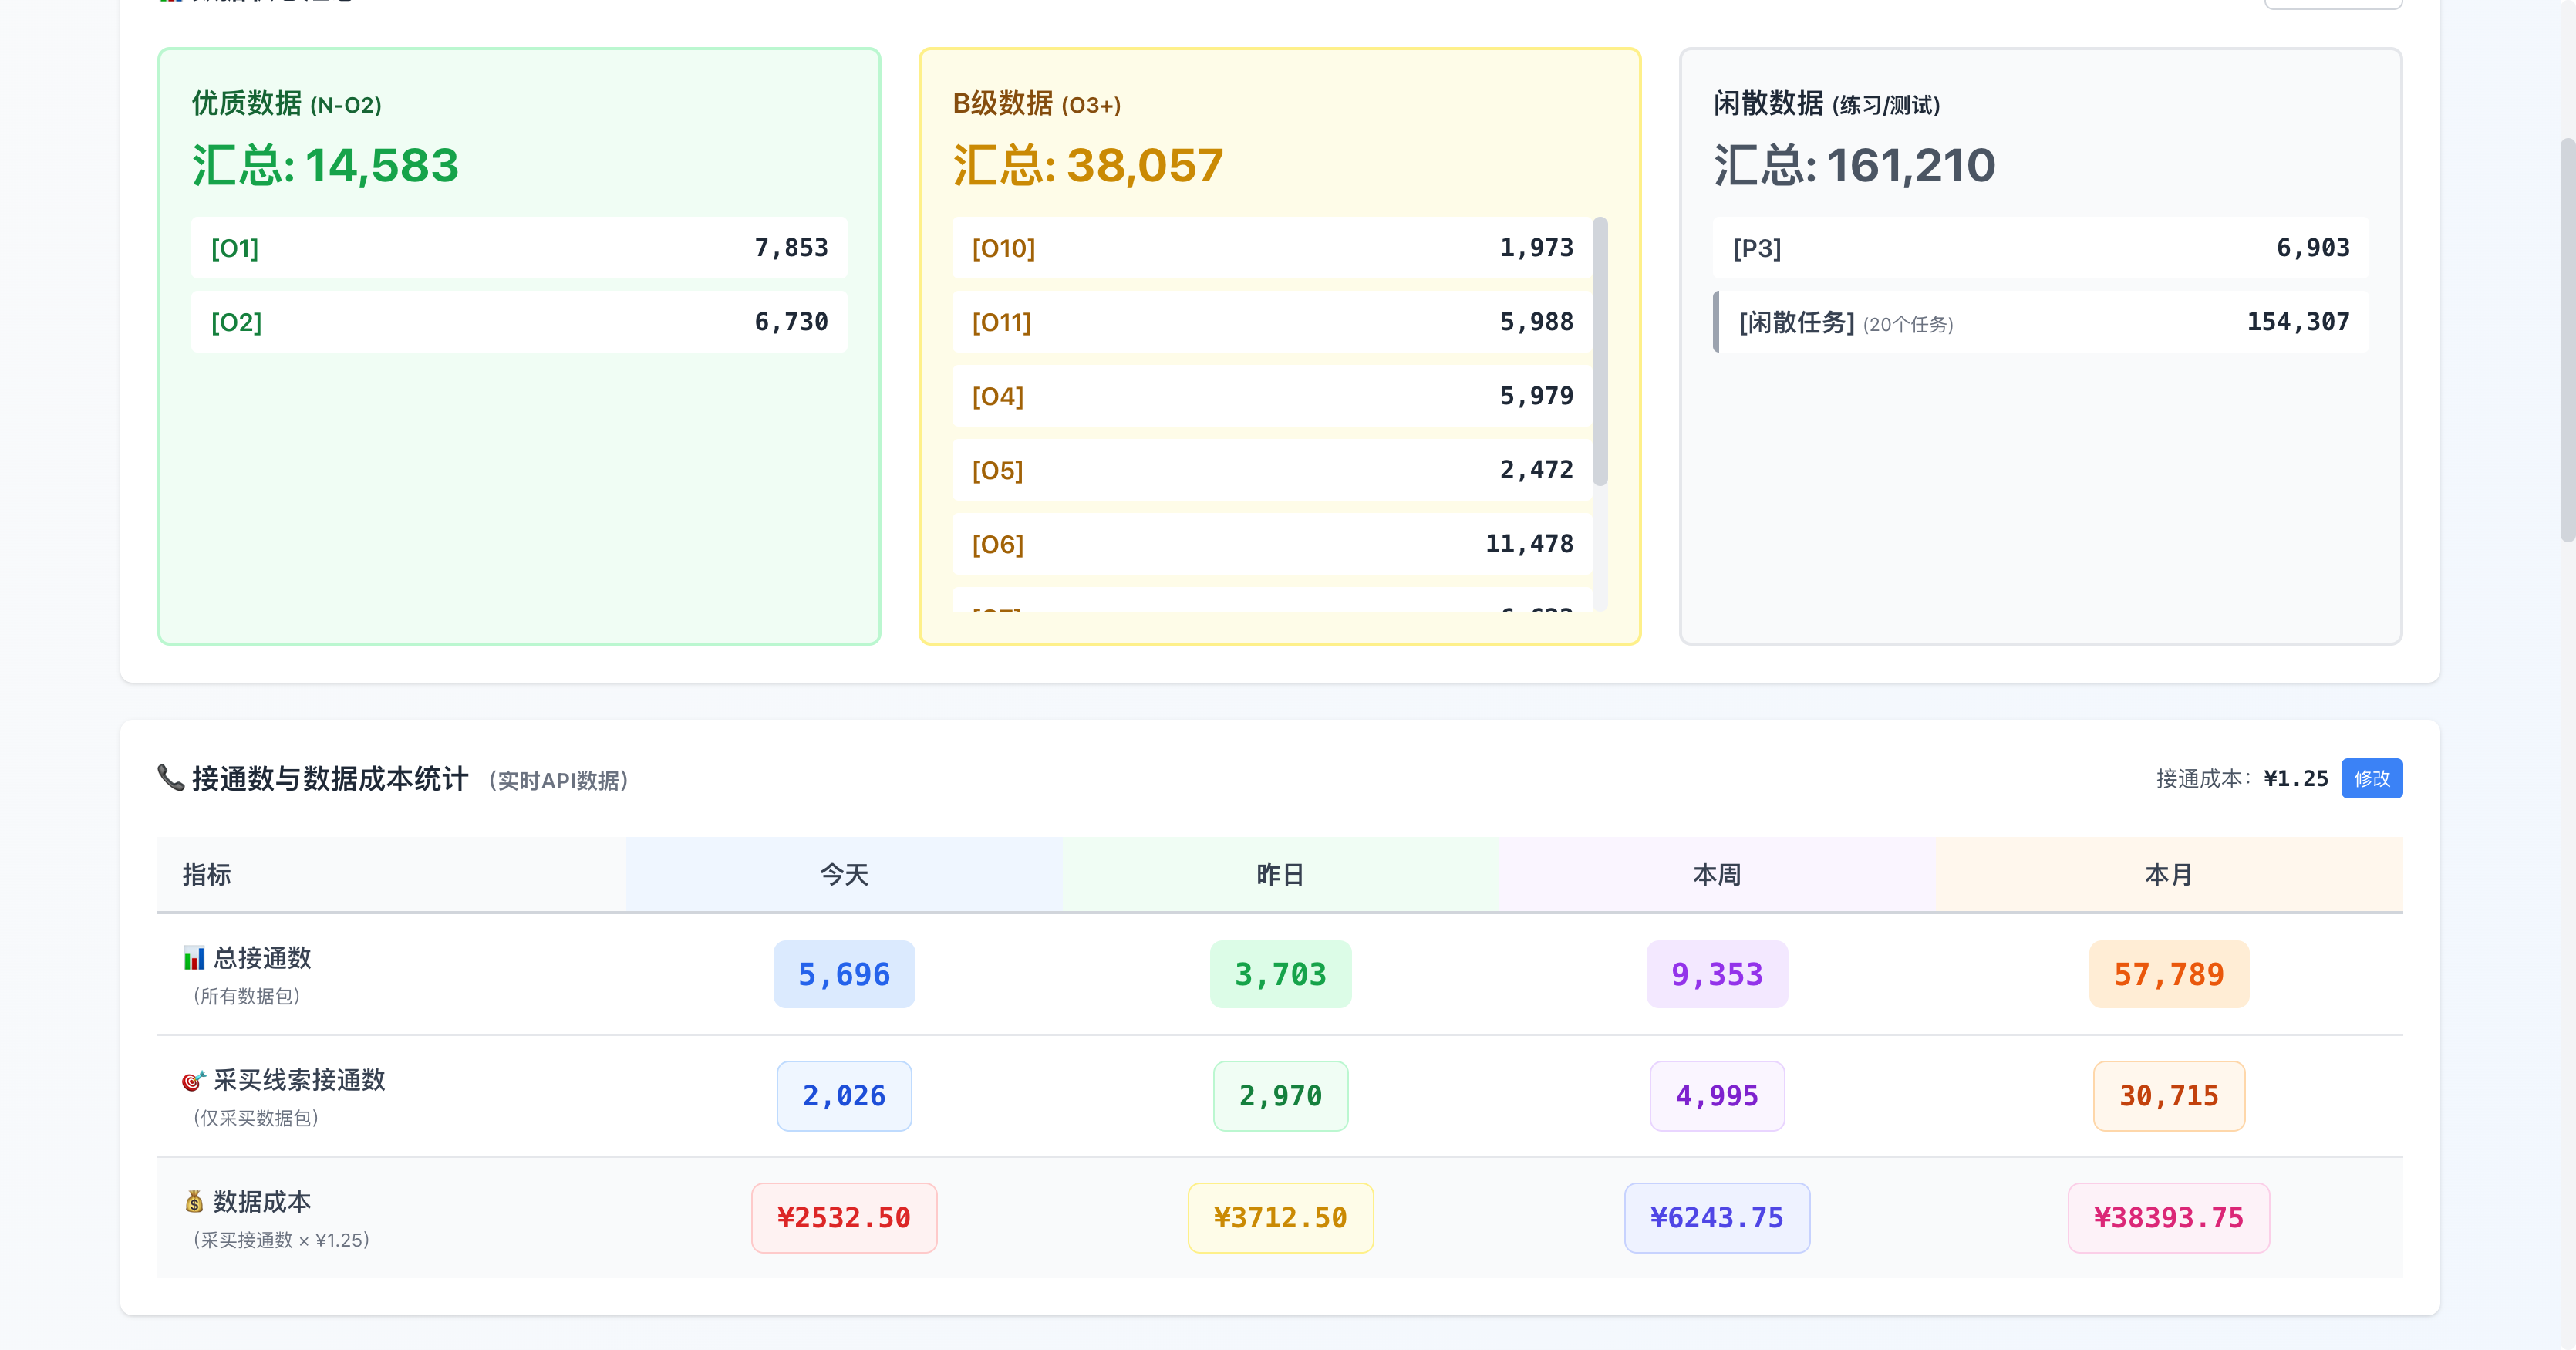 优质数据 (N-O2)
汇总: 14,583
[O1] 7,853
[O2] 6,730
B级数据 (O3+)
汇总: 38,057
[O10] 1,973
[O11] 5,988
[O4] 5,979
[O5] 2,472
[O6] 11,478
闲散数据 (练习/测试)
汇总: 161,210
[P3] 6,903
[闲散任务] (20个任务) 154,307
📞 接通数与数据成本统计 (实时API数据)
接通成本: ¥1.25 修改
指标 今天 昨日 本周 本月
📊 总接通数
(所有数据包)
5,696 3,703 9,353 57,789
🎯 采买线索接通数
(仅采买数据包)
2,026 2,970 4,995 30,715
💰 数据成本
(采买接通数 × ¥1.25)
¥2532.50 ¥3712.50 ¥6243.75 ¥38393.75